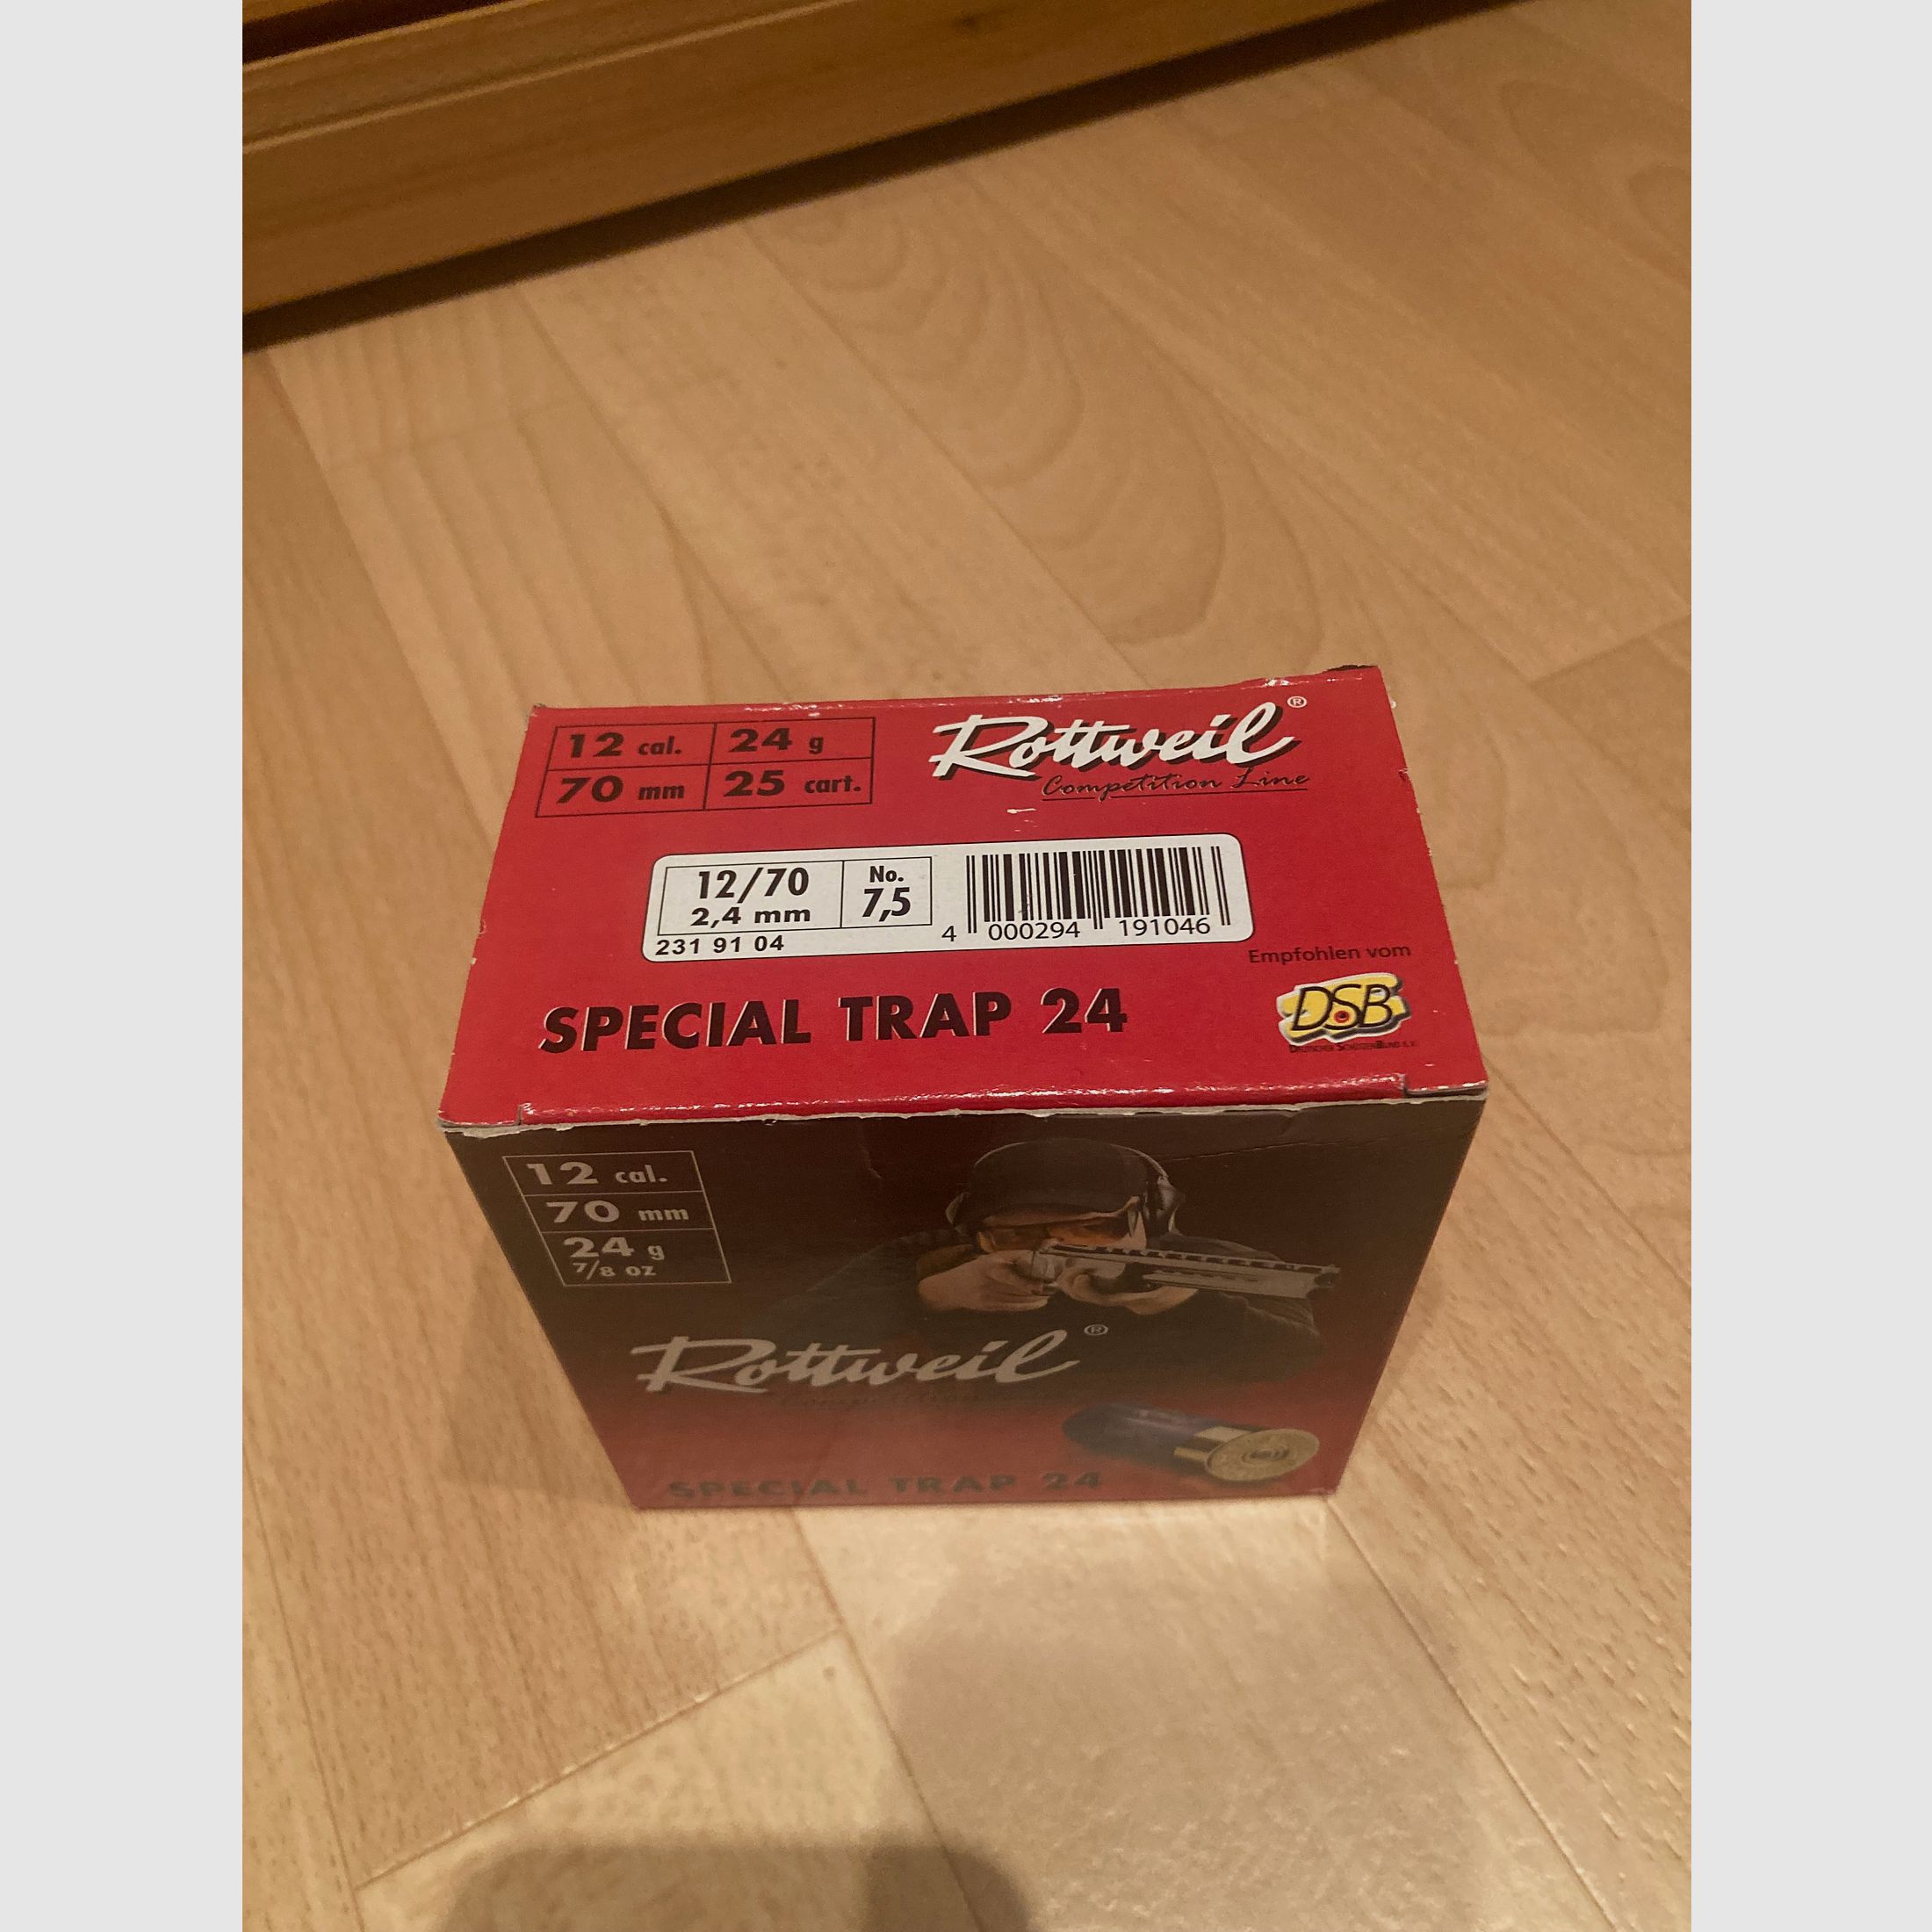 12 cal. 24 g
70 mm 25 cart.
Rottweil®
Competition Line
12/70 No.
2,4 mm 7,5
231 91 04
4 000294 191046
Empfohlen vom
SPECIAL TRAP 24
DSB
DEUTSCHER SCHÜTZENBUND e.V.
12 cal.
70 mm
24 g
7/8 oz
Rottweil®
SPECIAL TRAP 24